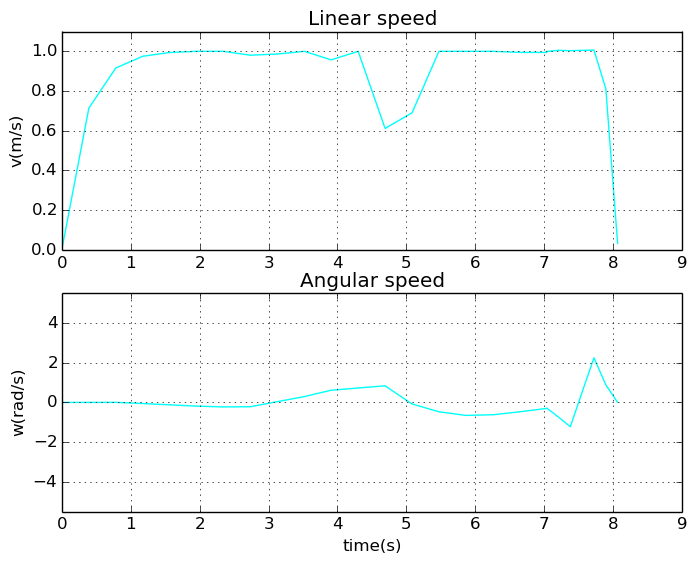 Linear speed
1.0
0.8
0.6
0.4
0.2
0.0
v(m/s)
0 1 2 3 4 5 6 7 8 9
Angular speed
4
2
0
−2
−4
w(rad/s)
0 1 2 3 4 5 6 7 8 9
time(s)